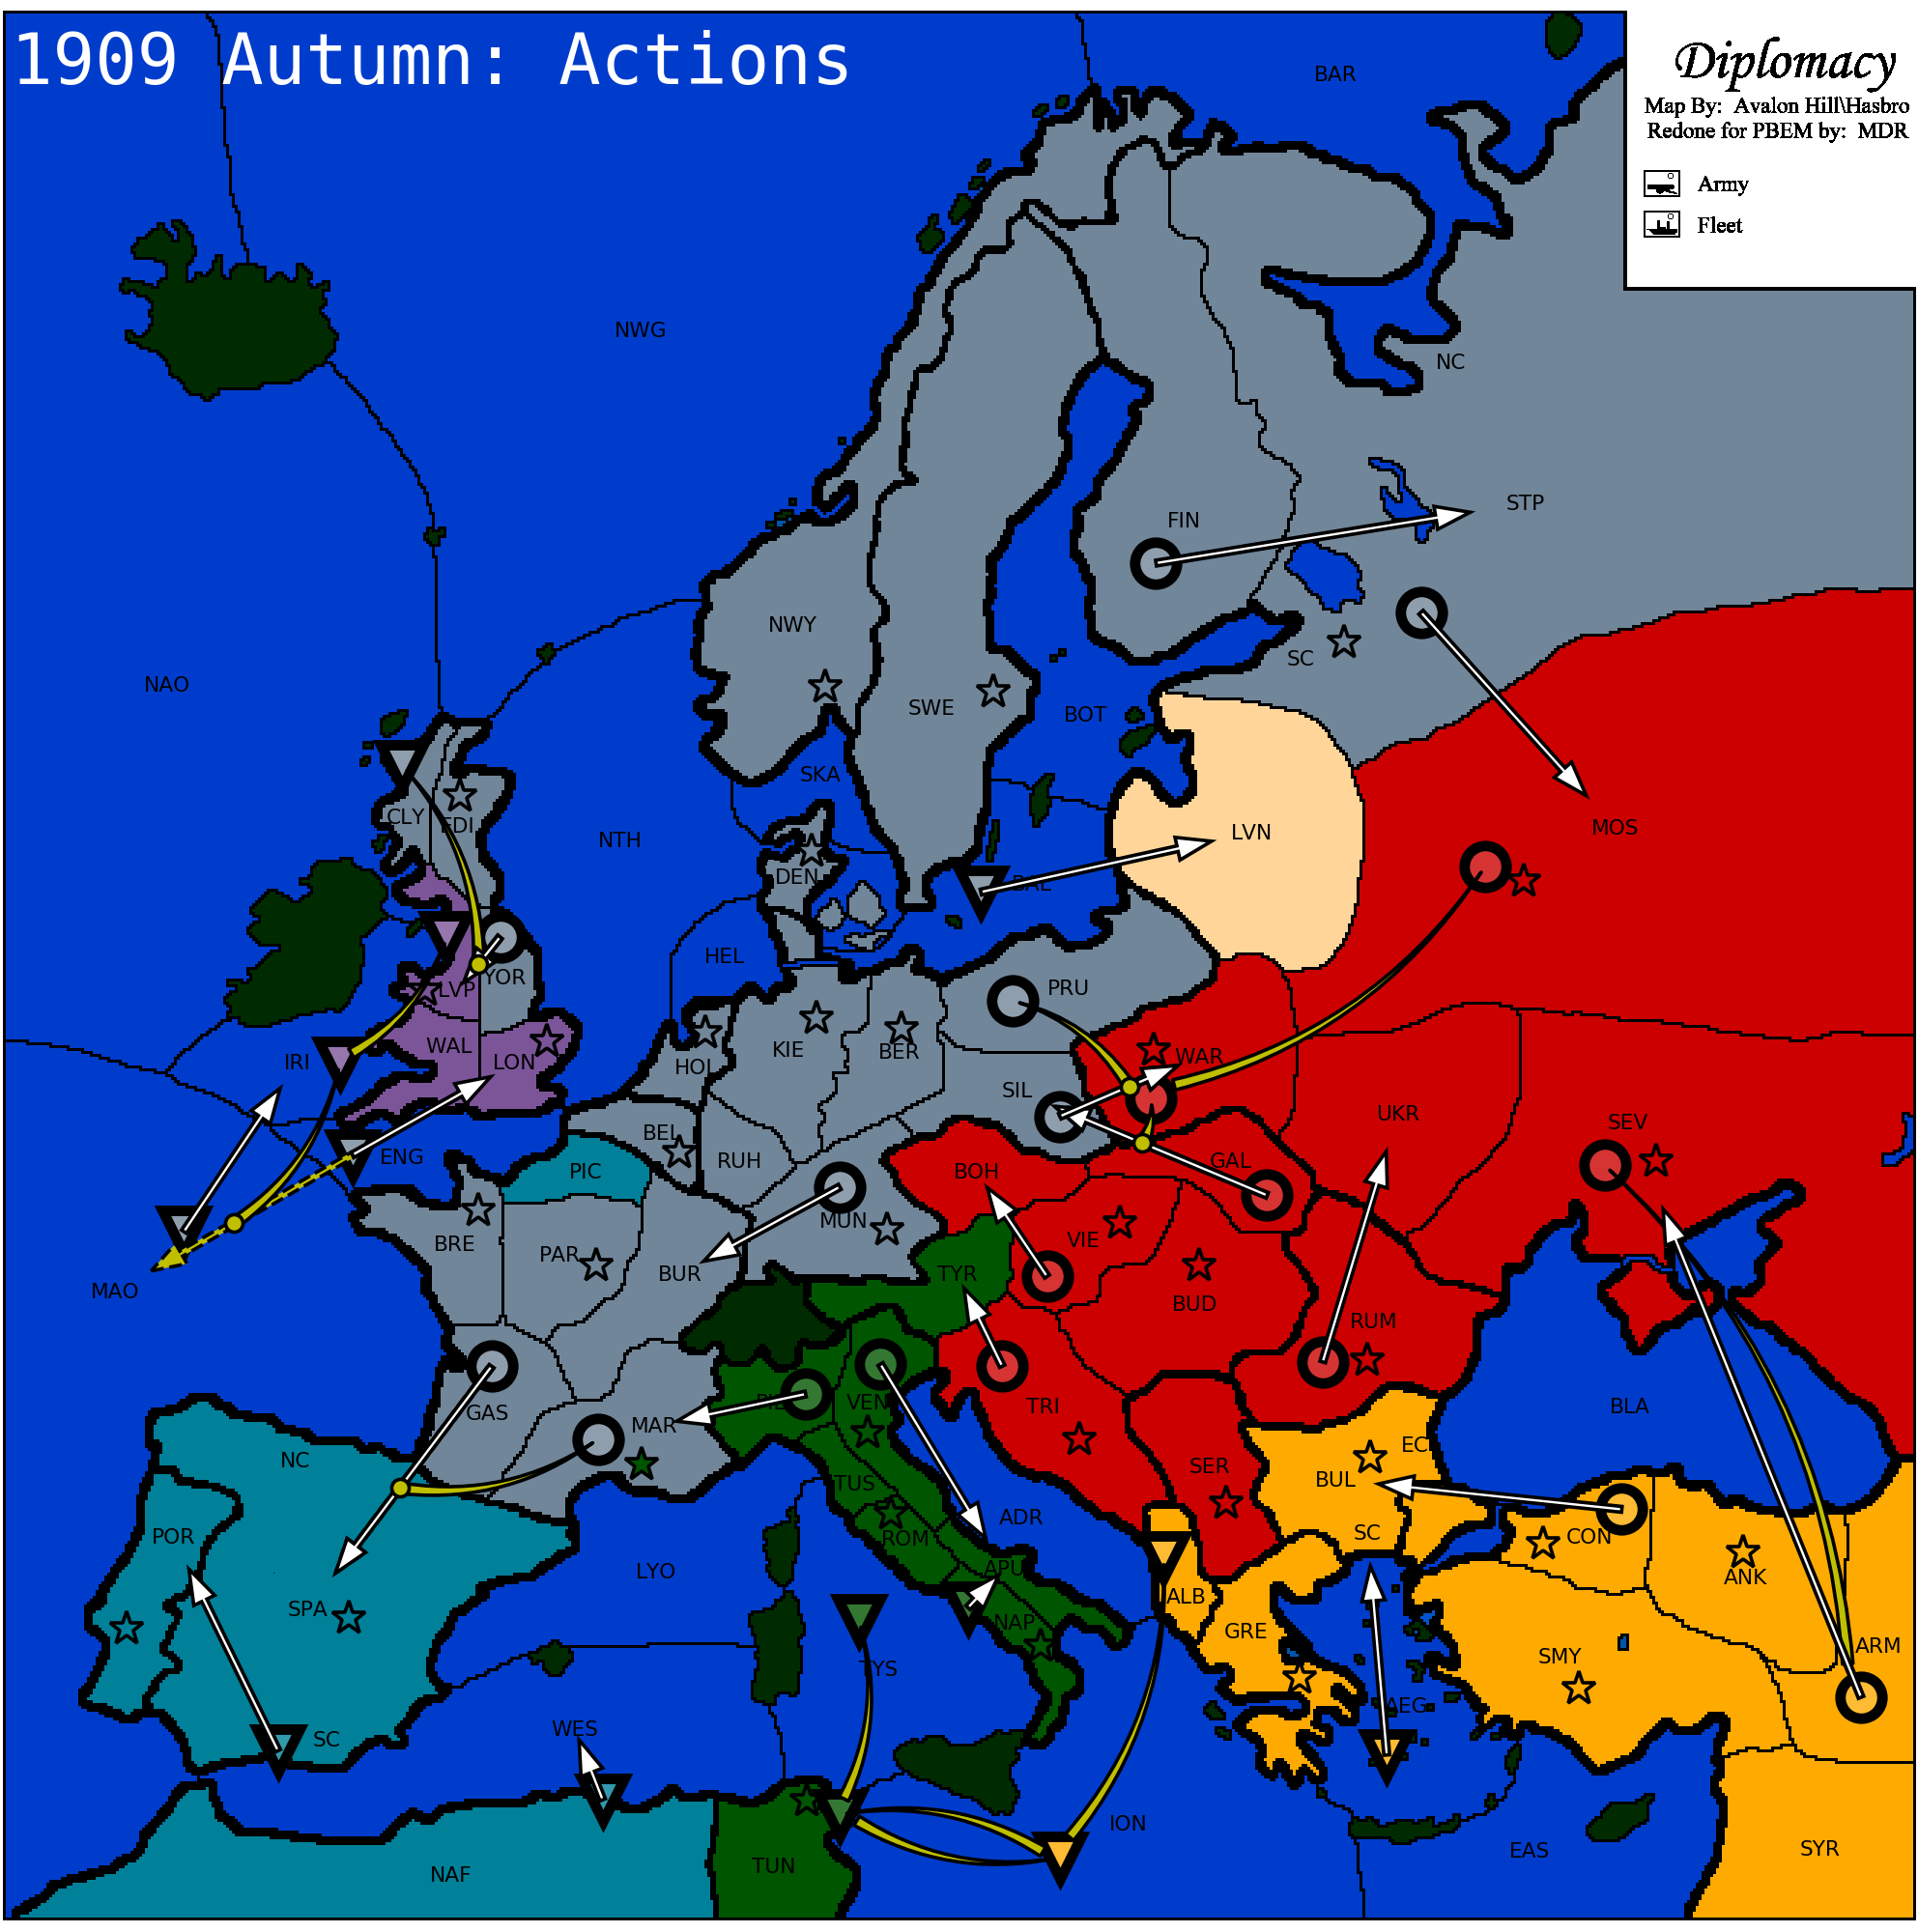 1909 Autumn: Actions
Diplomacy
Map By: Avalon Hill\Hasbro
Redone for PBEM by: MDR
Army
Fleet
BAR
NWG
NC
STP
FIN
NWY
SC
NAO
SWE
BOT
SKA
CLY
EDI
NTH
LVN
MOS
DEN
BAL
HEL
YOR
LVP
PRU
WAL
LON
IRI
HOL
KIE
BER
WAR
SIL
UKR
SEV
BEL
ENG
PIC
RUH
BOH
GAL
MUN
BRE
PAR
BUR
VIE
TYR
MAO
BUD
RUM
GAS
MAR
PIE
VEN
TRI
BLA
NC
SER
BUL
TUS
ADR
SC
CON
POR
ROM
LYO
APU
ANK
SPA
NAP
ALB
GRE
ARM
SMY
TYS
AEG
SC
WES
ION
EAS
SYR
NAF
TUN